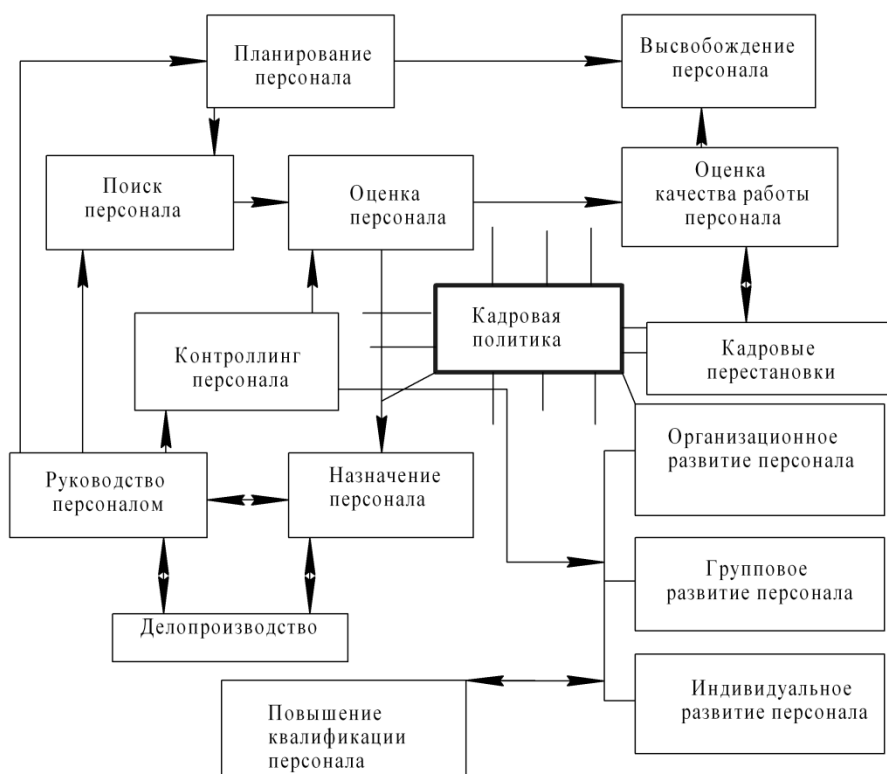 Планирование
персонала
Высвобождение
персонала
Поиск
персонала
Оценка
персонала
Оценка
качества работы
персонала
Кадровая
политика
Контроллинг
персонала
Кадровые
перестановки
Организационное
развитие персонала
Руководство
персоналом
Назначение
персонала
Групповое
развитие персонала
Делопроизводство
Индивидуальное
развитие персонала
Повышение
квалификации
персонала